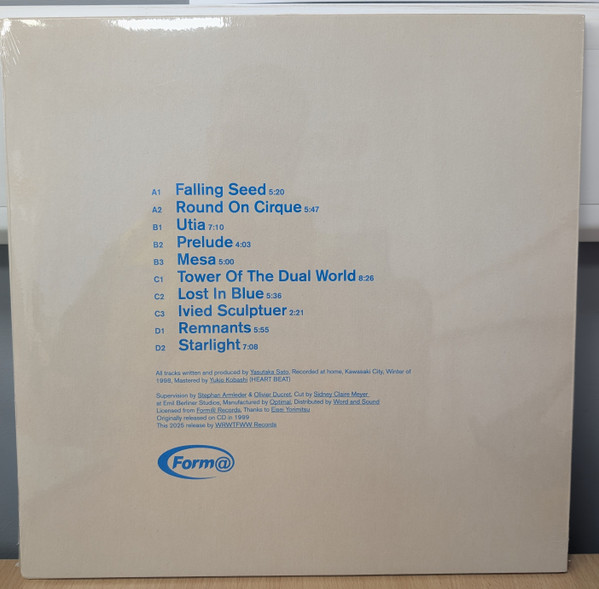 A1 Falling Seed 5:20
A2 Round On Cirque 5:47
B1 Utia 7:10
B2 Prelude 4:03
B3 Mesa 5:00
C1 Tower Of The Dual World 8:26
C2 Lost In Blue 5:36
C3 Ivied Sculptuer 2:21
D1 Remnants 5:55
D2 Starlight 7:08
All tracks written and produced by Yasutaka Sato, Recorded at home, Kawasaki City, Winter of
1998, Mastered by Yukio Kobashi (HEART BEAT)
Supervision by Stephan Armleder & Olivier Ducret, Cut by Sidney Claire Meyer
at Emil Berliner Studios, Manufactured by Optimal, Distributed by Word and Sound
Licensed from Form@ Records, Thanks to Eisei Yorimitsu
Originally released on CD in 1999
This 2025 release by WRWTFWW Records
Form@